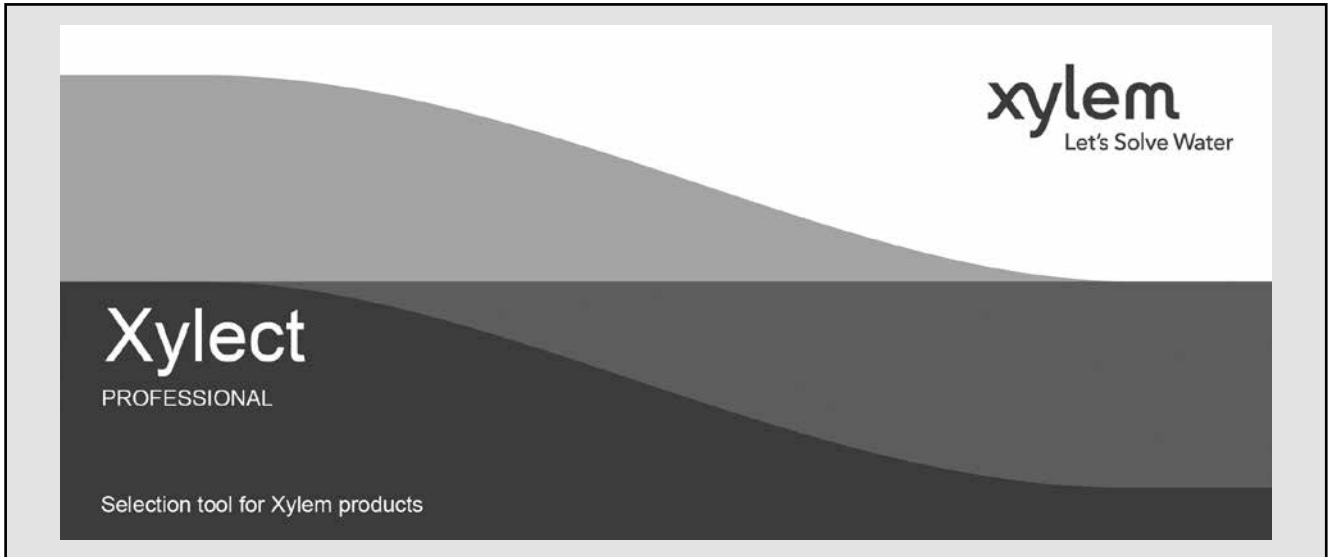 xylem
Let's Solve Water
Xylect
PROFESSIONAL
Selection tool for Xylem products